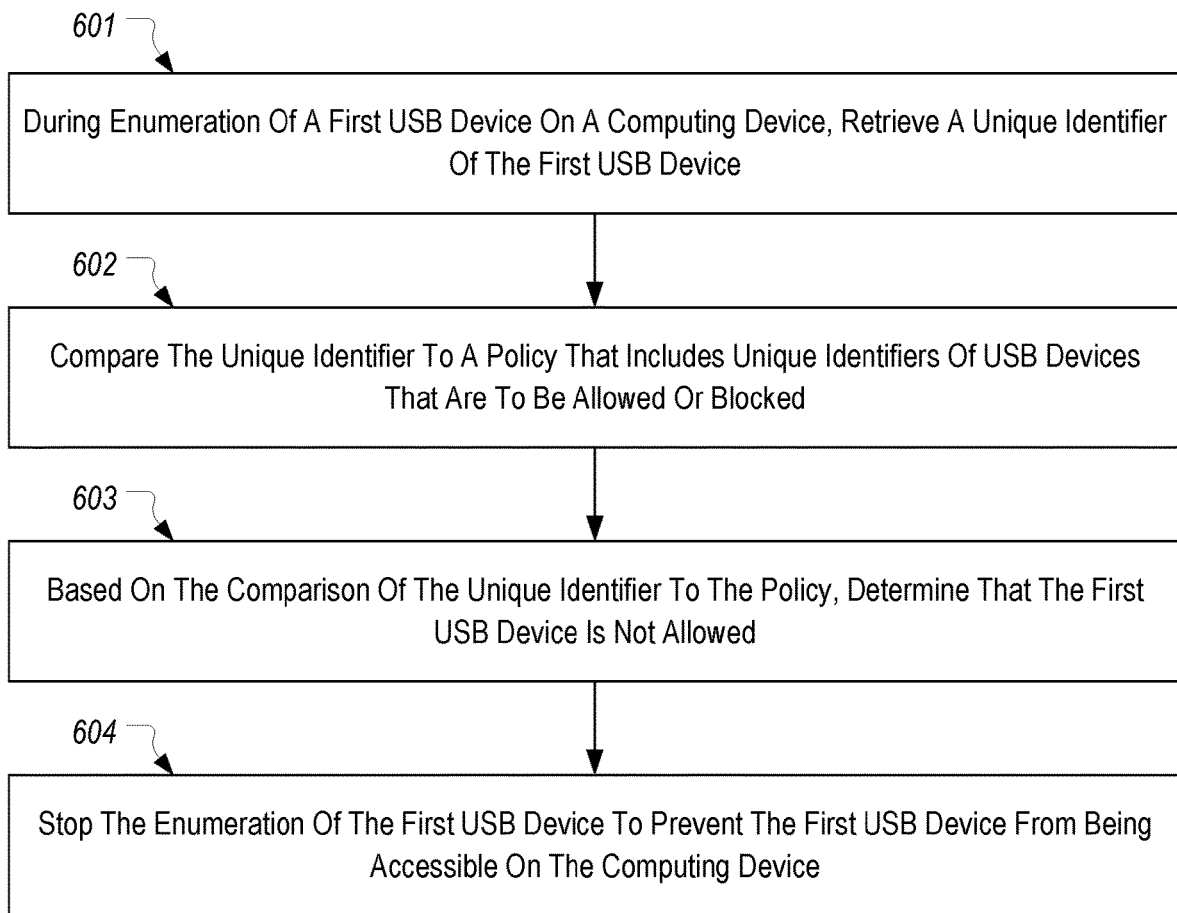 601
During Enumeration Of A First USB Device On A Computing Device, Retrieve A Unique Identifier
Of The First USB Device
602
Compare The Unique Identifier To A Policy That Includes Unique Identifiers Of USB Devices
That Are To Be Allowed Or Blocked
603
Based On The Comparison Of The Unique Identifier To The Policy, Determine That The First
USB Device Is Not Allowed
604
Stop The Enumeration Of The First USB Device To Prevent The First USB Device From Being
Accessible On The Computing Device